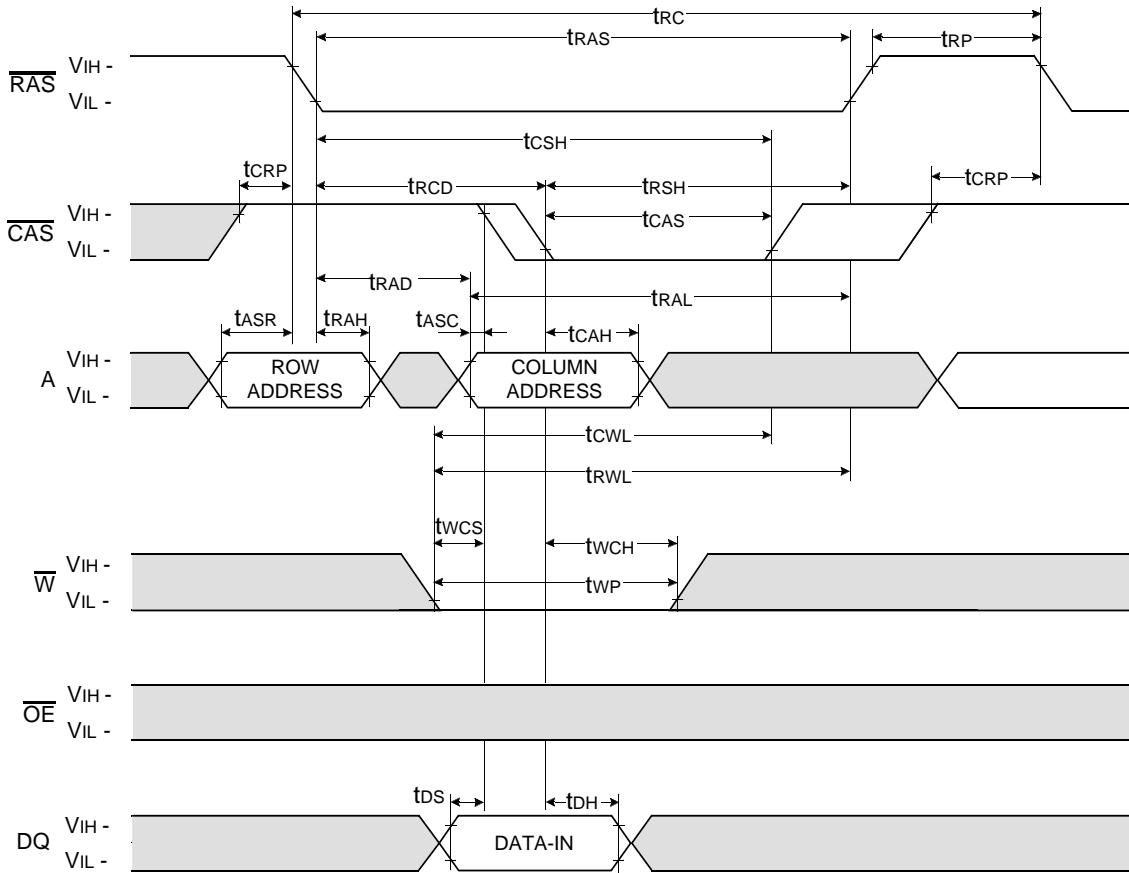 tRC
tRAS
tRP
RAS
VIH -
VIL -
tCSH
tCRP
tRCD
tRSH
tCRP
CAS
VIH -
VIL -
tCAS
tRAD
tRAL
tASR
tRAH
tASC
tCAH
A
VIH -
VIL -
ROW
ADDRESS
COLUMN
ADDRESS
tCWL
tRWL
tWCS
tWCH
W
VIH -
VIL -
tWP
OE
VIH -
VIL -
tDS
tDH
DQ
VIH -
VIL -
DATA-IN